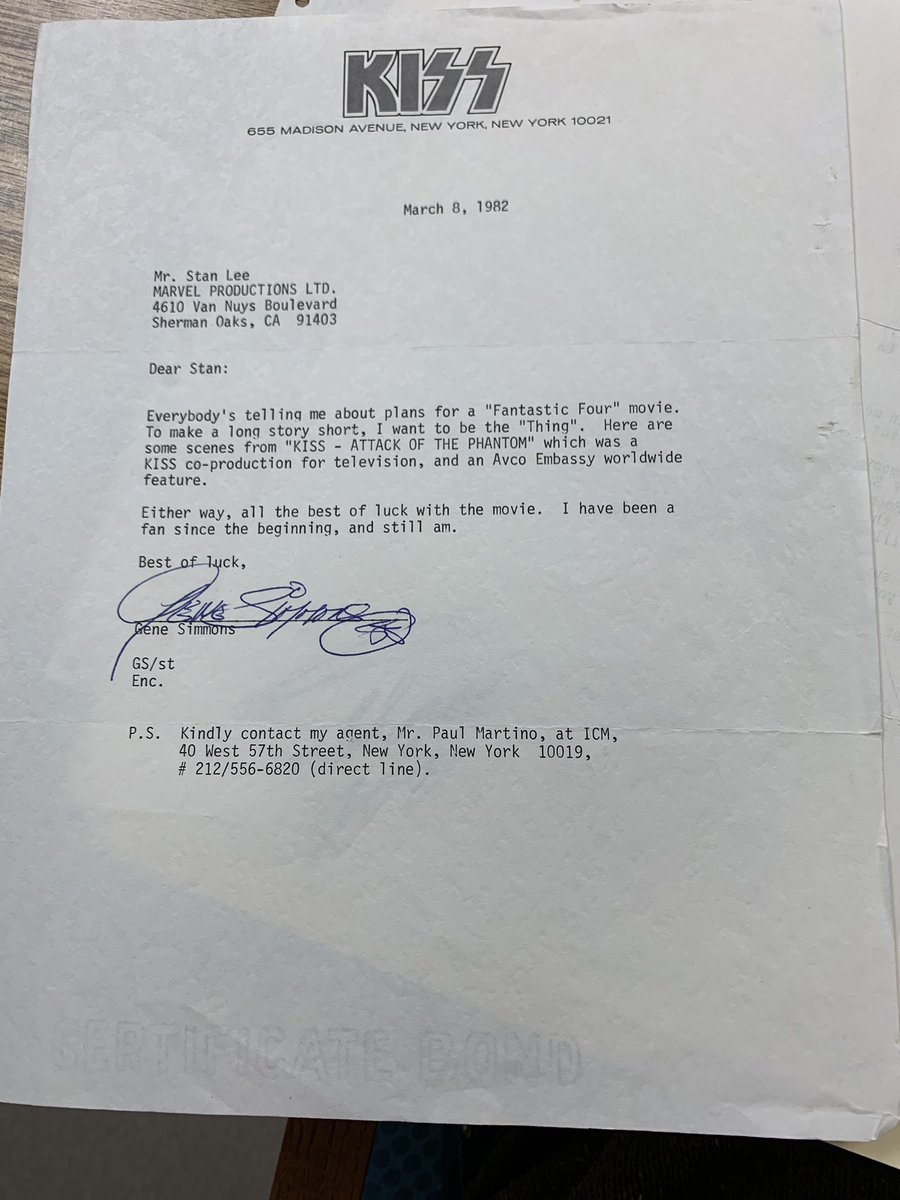 KISS
655 MADISON AVENUE, NEW YORK, NEW YORK 10021
March 8, 1982
Mr. Stan Lee
MARVEL PRODUCTIONS LTD.
4610 Van Nuys Boulevard
Sherman Oaks, CA 91403
Dear Stan:
Everybody's telling me about plans for a "Fantastic Four" movie.
To make a long story short, I want to be the "Thing". Here are
some scenes from "KISS - ATTACK OF THE PHANTOM" which was a
KISS co-production for television, and an Avco Embassy worldwide
feature.
Either way, all the best of luck with the movie. I have been a
fan since the beginning, and still am.
Best of luck,
Gene Simmons
Gene Simmons
GS/st
Enc.
P.S. Kindly contact my agent, Mr. Paul Martino, at ICM,
40 West 57th Street, New York, New York 10019,
# 212/556-6820 (direct line).
CERTIFICATE BOND